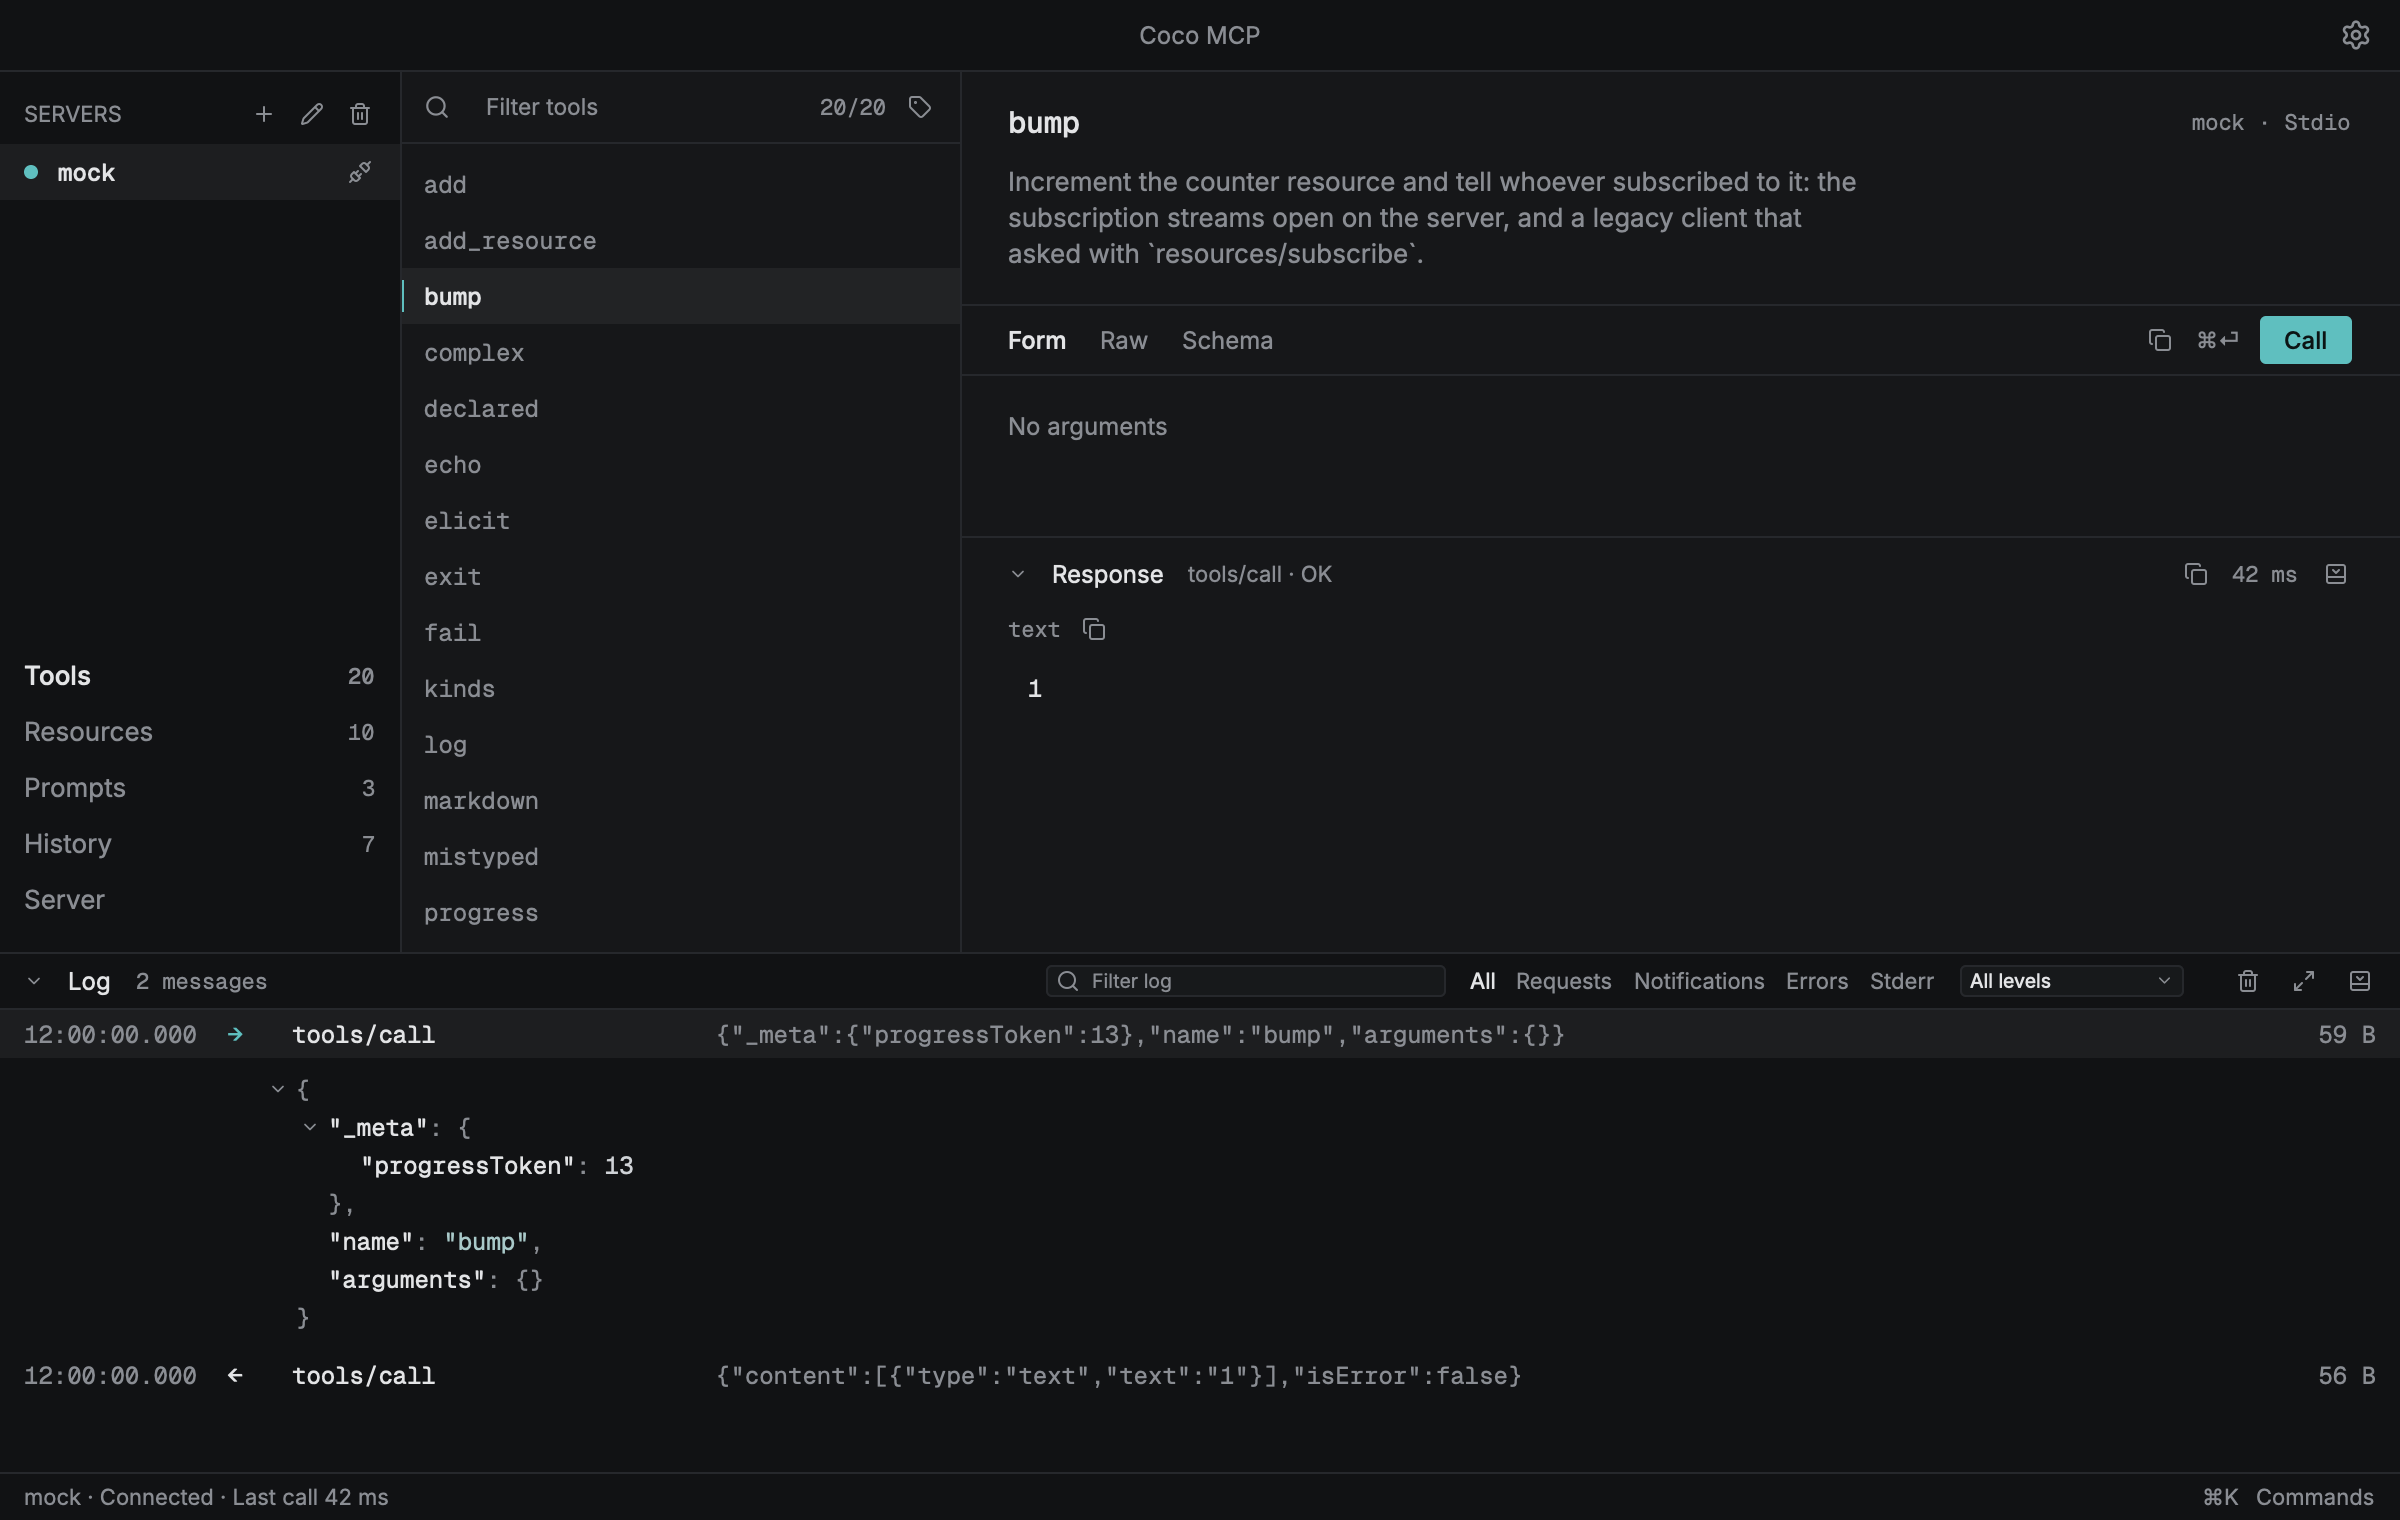 Coco MCP
SERVERS
mock
Tools 20
Resources 10
Prompts 3
History 7
Server
Filter tools 20/20
add
add_resource
bump
complex
declared
echo
elicit
exit
fail
kinds
log
markdown
mistyped
progress
bump
mock · Stdio
Increment the counter resource and tell whoever subscribed to it: the
subscription streams open on the server, and a legacy client that
asked with `resources/subscribe`.
Form Raw Schema ⌘↵ Call
No arguments
Response tools/call · OK 42 ms
text
1
Log 2 messages Filter log All Requests Notifications Errors Stderr All levels
12:00:00.000 → tools/call {"_meta":{"progressToken":13},"name":"bump","arguments":{}} 59 B
{
"_meta": {
"progressToken": 13
},
"name": "bump",
"arguments": {}
}
12:00:00.000 ← tools/call {"content":[{"type":"text","text":"1"}],"isError":false} 56 B
mock · Connected · Last call 42 ms ⌘K Commands